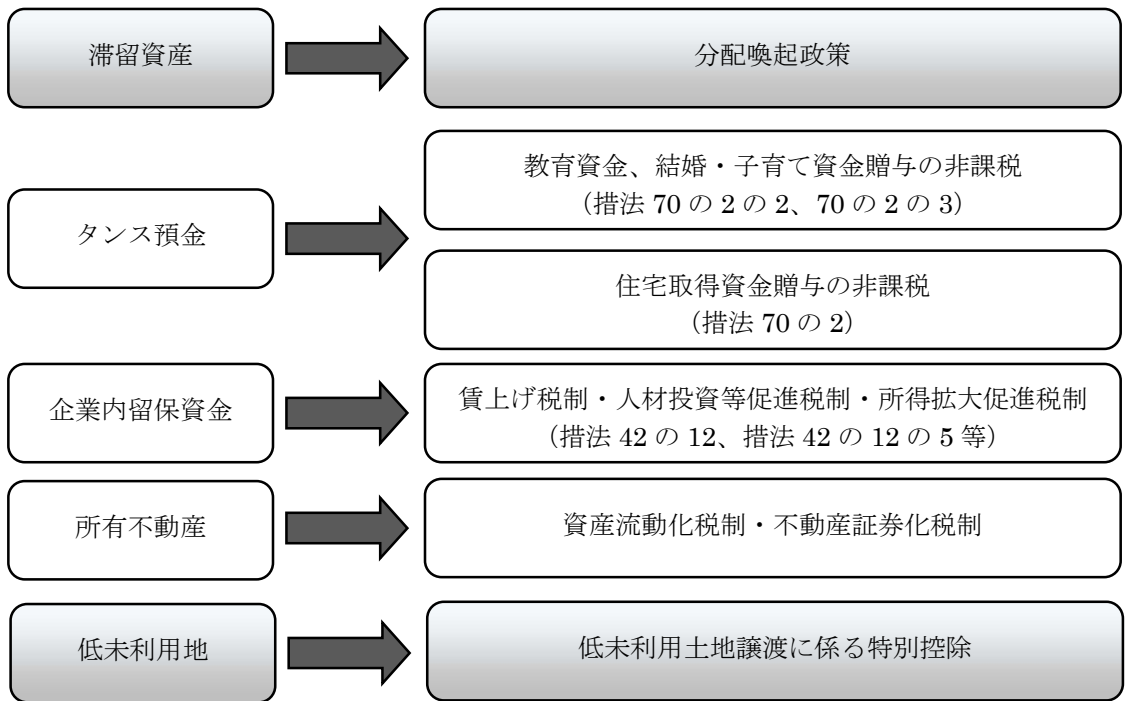 滞留資産
分配喚起政策
タンス預金
教育資金、結婚・子育て資金贈与の非課税
（措法 70 の 2 の 2、70 の 2 の 3）
住宅取得資金贈与の非課税
（措法 70 の 2）
企業内留保資金
賃上げ税制・人材投資等促進税制・所得拡大促進税制
（措法 42 の 12、措法 42 の 12 の 5 等）
所有不動産
資産流動化税制・不動産証券化税制
低未利用地
低未利用土地譲渡に係る特別控除